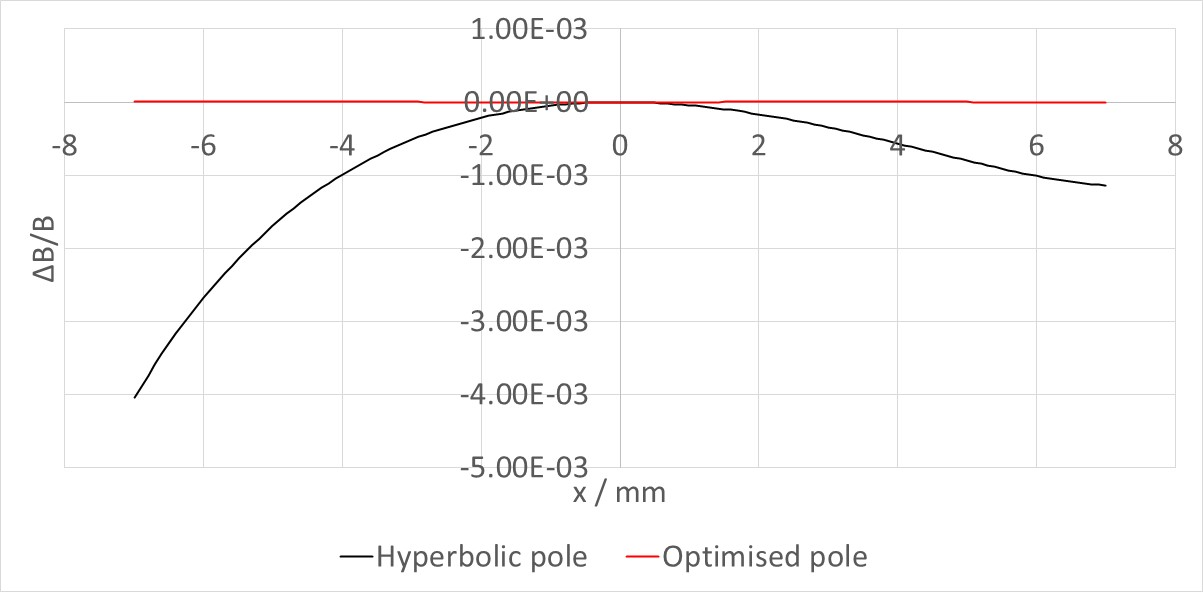 1.00E-03
0.00E+00
-8 -6 -4 -2 0 2 4 6 8
-1.00E-03
-2.00E-03
ΔB/B
-3.00E-03
-4.00E-03
-5.00E-03
x / mm
Hyperbolic pole Optimised pole